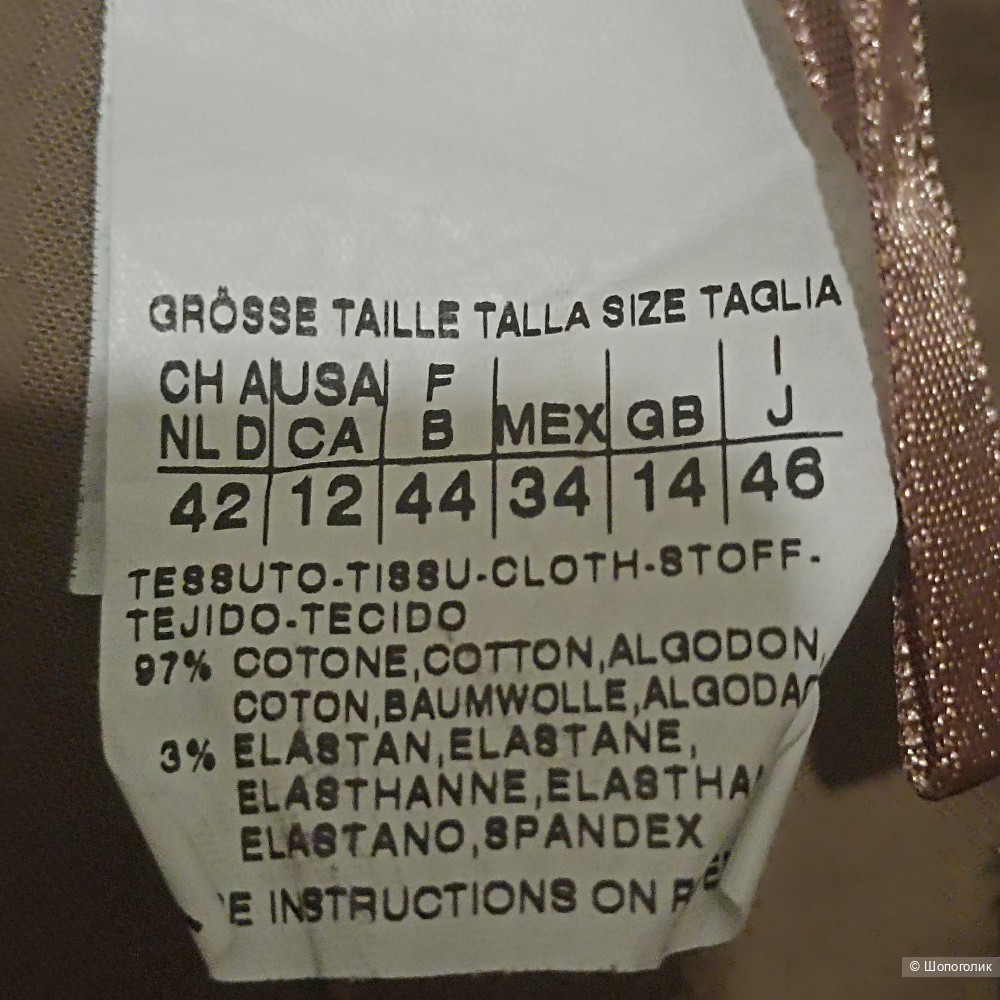 GRÖSSE TAILLE TALLA SIZE TAGLIA
CH A USA F MEX GB I
NL D CA B J
42 12 44 34 14 46
TESSUTO-TISSU-CLOTH-STOFF-
TEJIDO-TECIDO
97% COTONE,COTTON,ALGODON,
COTON,BAUMWOLLE,
3% ELASTAN,ELASTANE,
ELASTHANNE,
ELASTANO,SPANDEX
INSTRUCTIONS ON
© Шопоголик